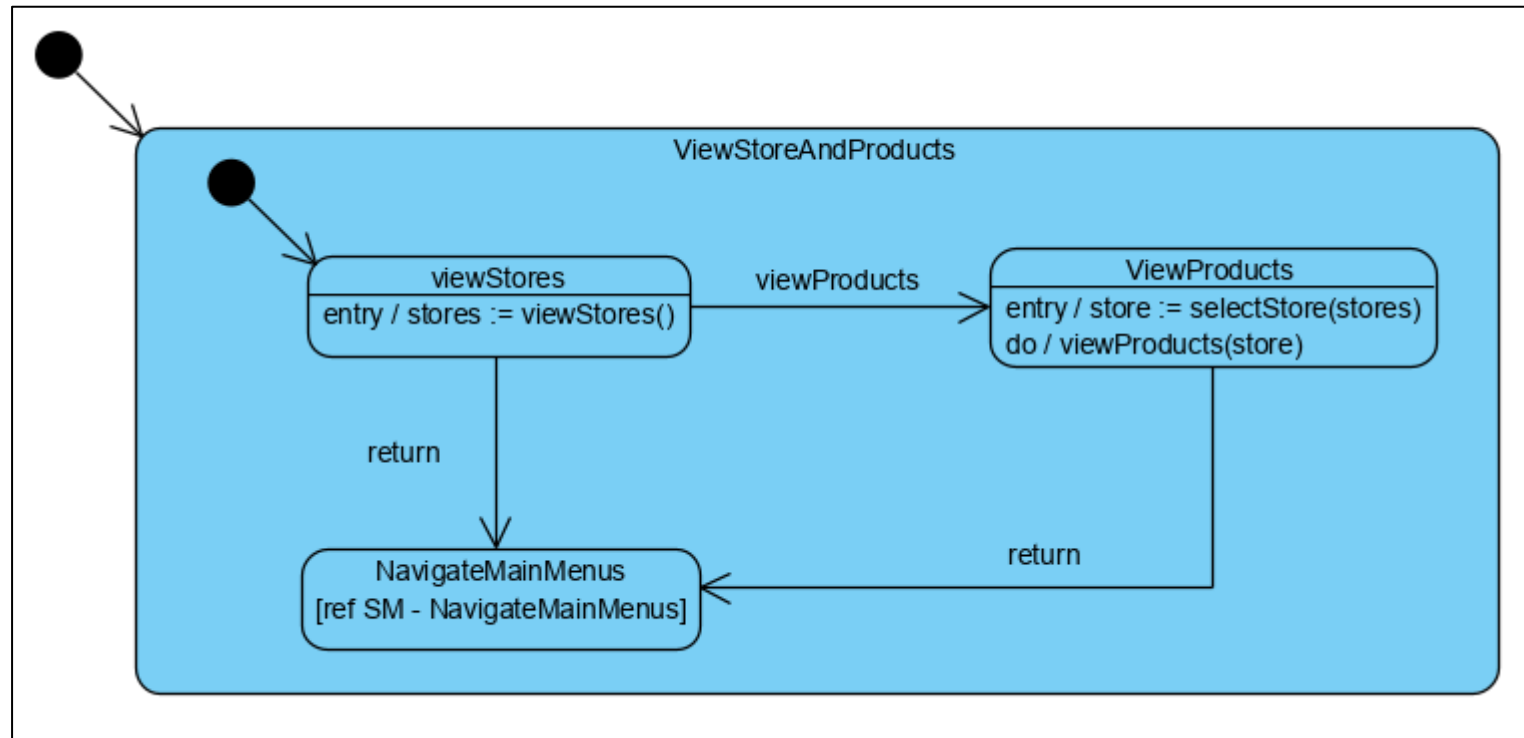 ViewStoreAndProducts
viewStores
entry / stores := viewStores()
viewProducts
ViewProducts
entry / store := selectStore(stores)
do / viewProducts(store)
return
return
NavigateMainMenus
[ref SM - NavigateMainMenus]